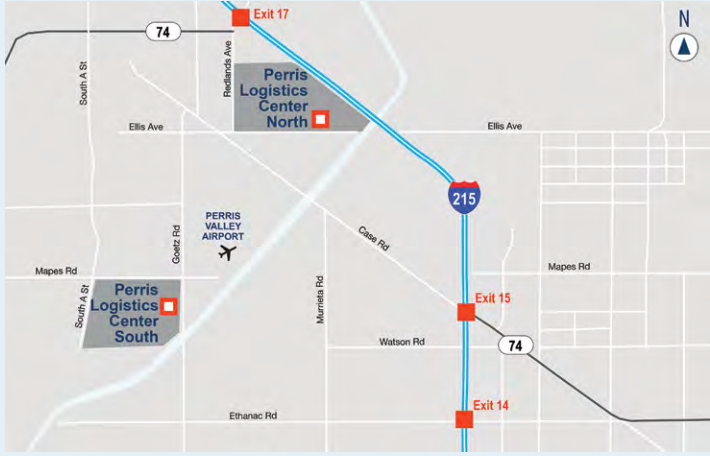 Exit 17
N
74
South A St
Redlands Ave
Perris
Logistics
Center
North
Ellis Ave
Ellis Ave
215
PERRIS
VALLEY
AIRPORT
Goetz Rd
Case Rd
Mapes Rd
Mapes Rd
Murrieta Rd
South A St
Perris
Logistics
Center
South
Exit 15
Watson Rd
74
Exit 14
Ethanac Rd